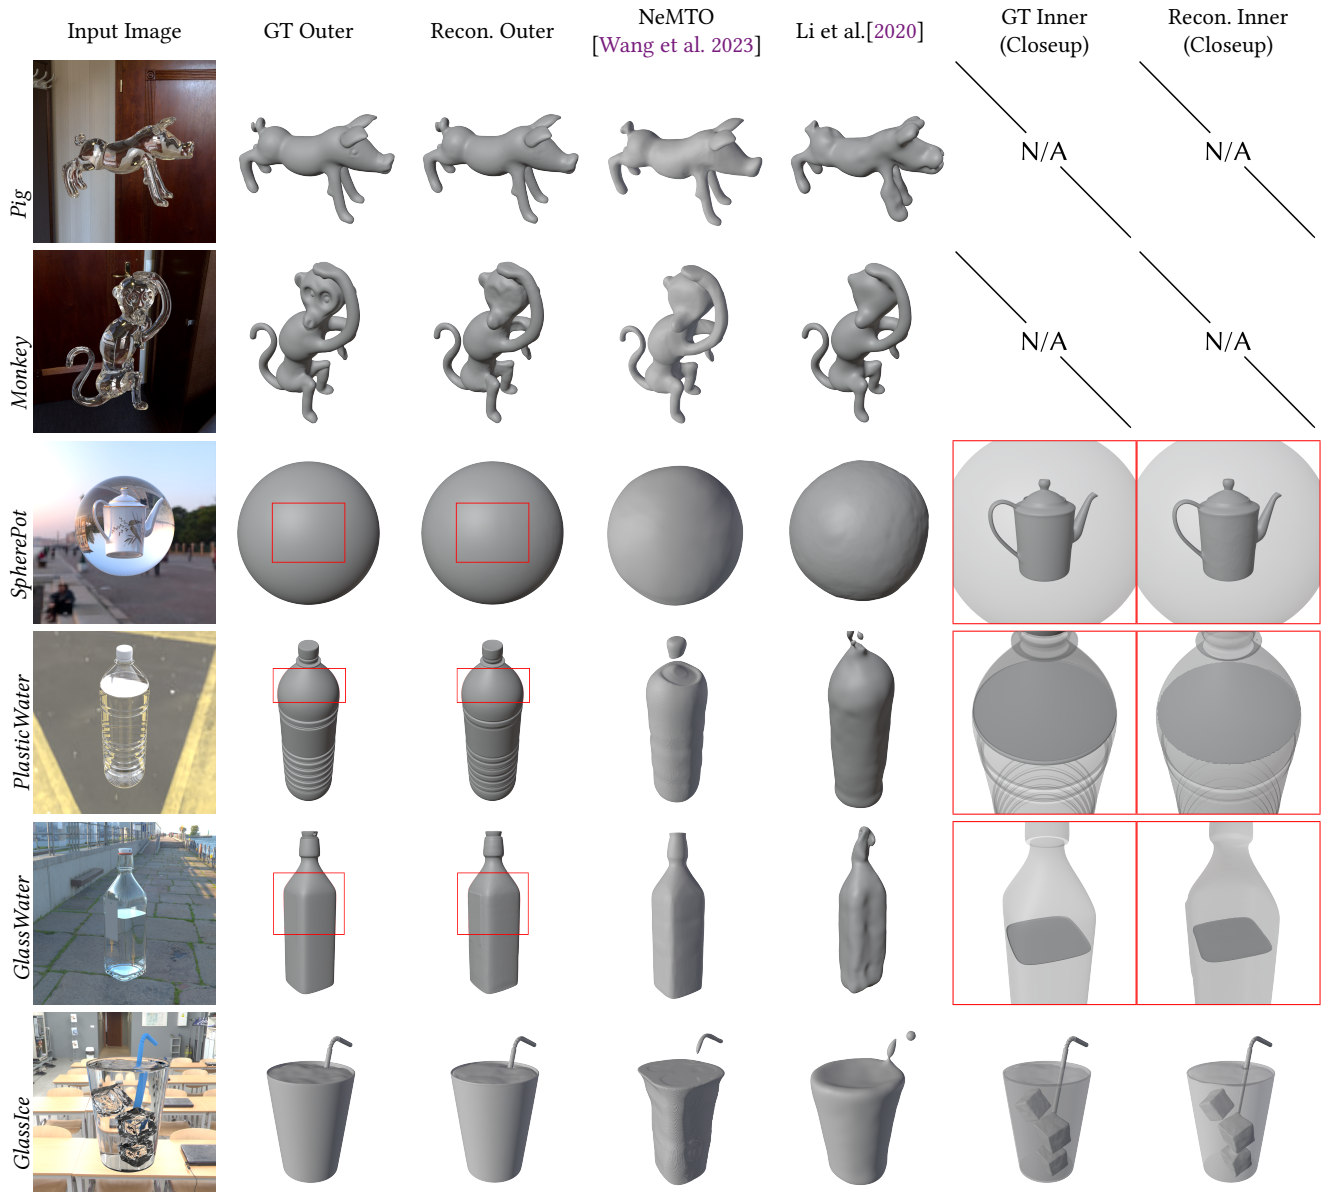 Input Image
GT Outer
Recon. Outer
NeMTO
[Wang et al. 2023]
Li et al.[2020]
GT Inner
(Closeup)
Recon. Inner
(Closeup)
Pig
N/A
N/A
Monkey
N/A
N/A
SpherePot
PlasticWater
GlassWater
GlassIce